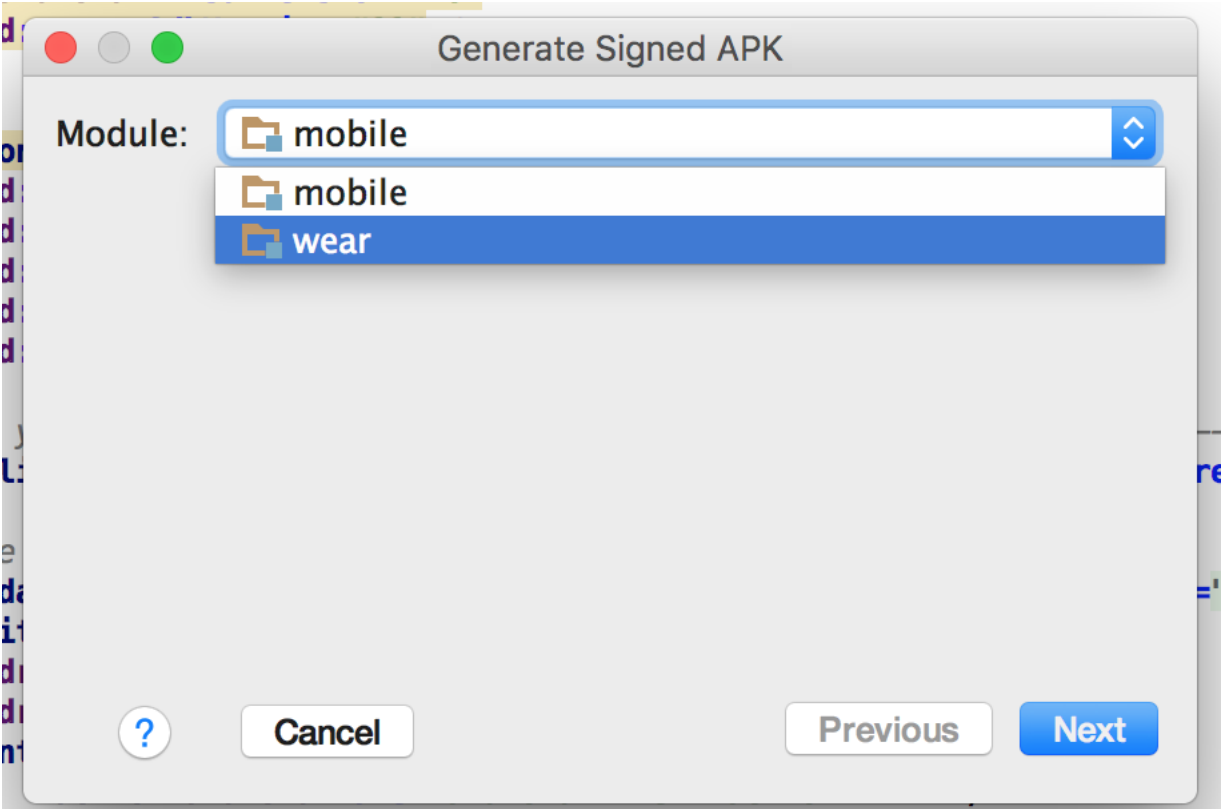 Generate Signed APK
Module: mobile
mobile
wear
? Cancel Previous Next